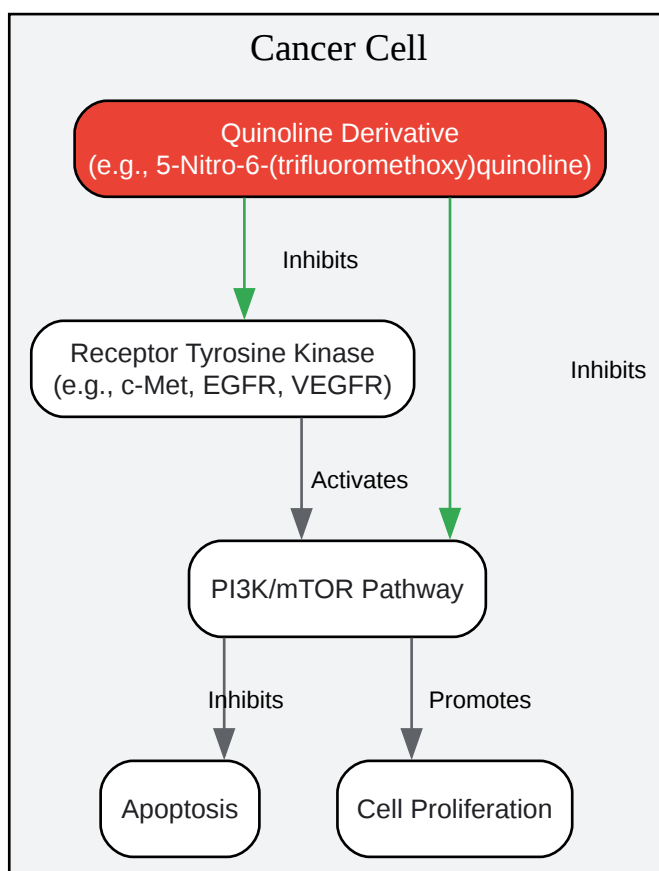 Cancer Cell
Quinoline Derivative
(e.g., 5-Nitro-6-(trifluoromethoxy)quinoline)
Inhibits
Receptor Tyrosine Kinase
(e.g., c-Met, EGFR, VEGFR)
Inhibits
Activates
PI3K/mTOR Pathway
Inhibits
Promotes
Apoptosis
Cell Proliferation